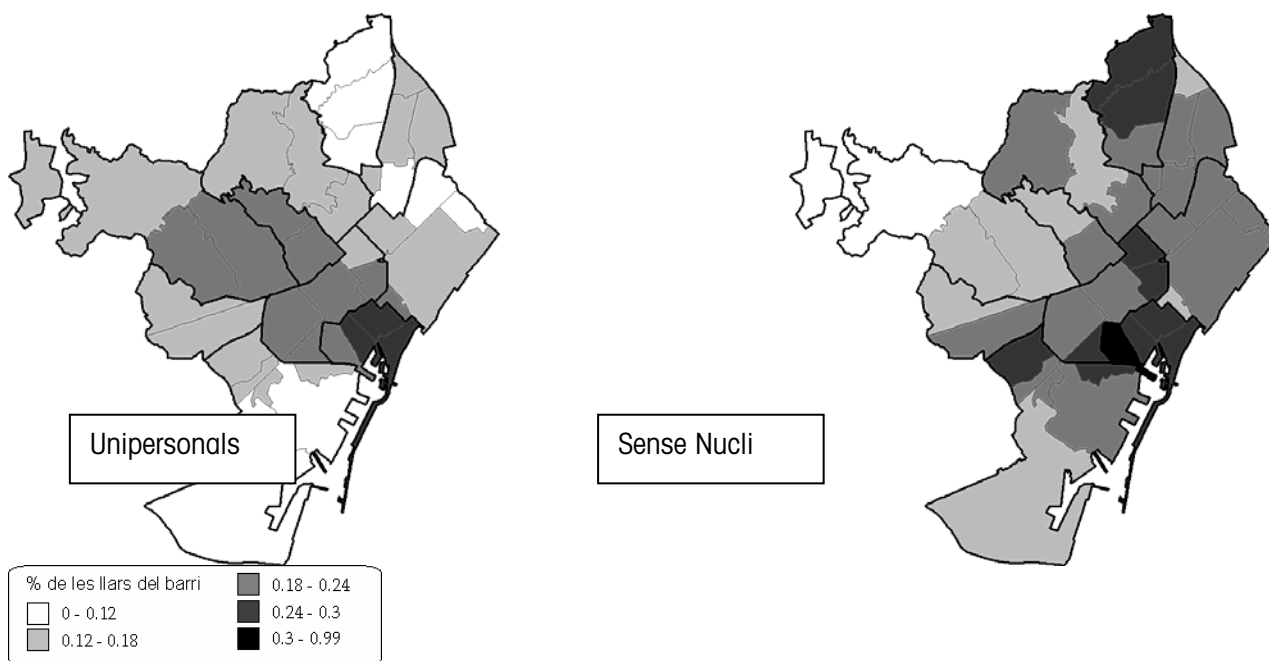 Unipersonals
Sense Nucli
% de les llars del barri
0 - 0.12
0.12 - 0.18
0.18 - 0.24
0.24 - 0.3
0.3 - 0.99